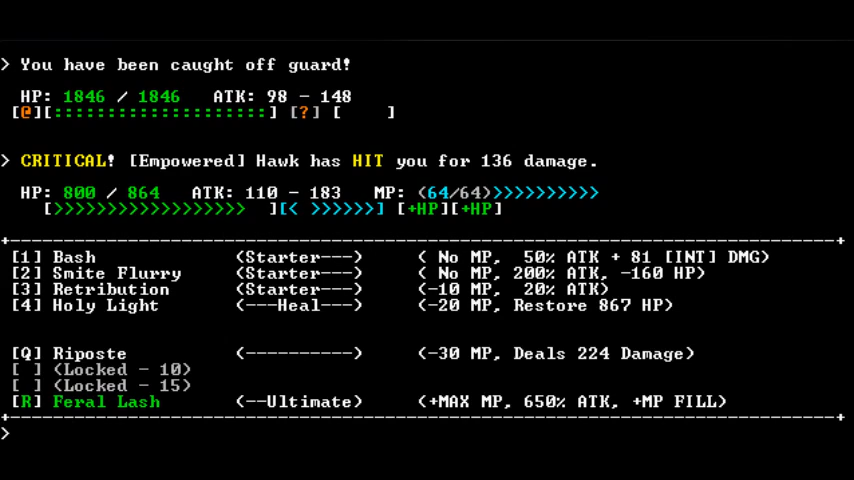 > You have been caught off guard!
HP: 1846 / 1846   ATK: 98 - 148
[@][::::::::::::::::::::] [?] [    ]
> CRITICAL! [Empowered] Hawk has HIT you for 136 damage.
HP: 800 / 864   ATK: 110 - 183   MP: (64/64)>>>>>>>>>>
[>>>>>>>>>>>>>>>>>>  ][< >>>>>>] [+HP][+HP]
+------------------------------------------------------------------------------+
[1] Bash             (Starter---)     ( No MP,  50% ATK + 81 [INT] DMG)
[2] Smite Flurry     (Starter---)     ( No MP, 200% ATK, -160 HP)
[3] Retribution      (Starter---)     (-10 MP,  20% ATK)
[4] Holy Light       (---Heal---)     (-20 MP, Restore 867 HP)
[Q] Riposte          (----------)     (-30 MP, Deals 224 Damage)
[ ] (Locked - 10)
[ ] (Locked - 15)
[R] Feral Lash       (--Ultimate)     (+MAX MP, 650% ATK, +MP FILL)
+------------------------------------------------------------------------------+
>